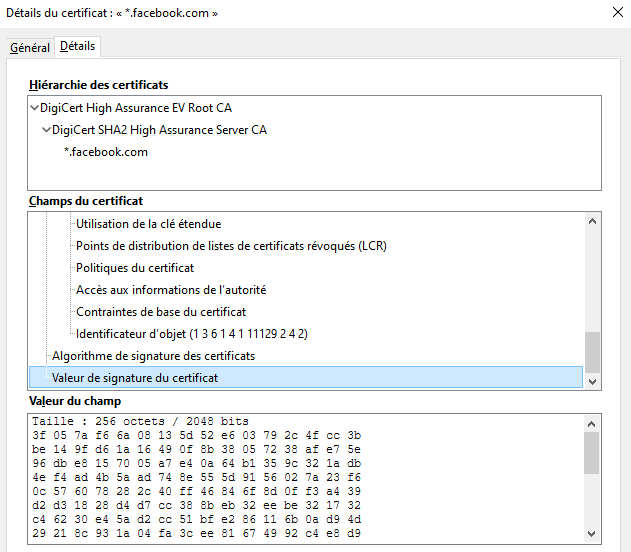 Détails du certificat : « *.facebook.com »
Général
Détails
Hiérarchie des certificats
DigiCert High Assurance EV Root CA
DigiCert SHA2 High Assurance Server CA
*.facebook.com
Champs du certificat
Utilisation de la clé étendue
Points de distribution de listes de certificats révoqués (LCR)
Politiques du certificat
Accès aux informations de l’autorité
Contraintes de base du certificat
Identificateur d’objet (1 3 6 1 4 1 11129 2 4 2)
Algorithme de signature des certificats
Valeur de signature du certificat
Valeur du champ
Taille : 256 octets / 2048 bits
3f 05 7a f6 6a 08 13 5d 52 e6 03 79 2c 4f cc 3b
be 14 9f d6 1a 16 49 0f 8b 38 05 72 38 af e7 5e
96 db e8 15 70 05 a7 e4 0a 64 b1 35 9c 32 1a db
4e f4 ad 4b 5a ad 74 8e 55 5d 91 56 02 7a 23 f6
0c 57 60 78 28 2c 40 ff 46 84 6f 8d 0f f3 a4 39
d2 d3 18 28 d4 d7 cc 38 8b eb 32 ee be 32 17 32
c4 62 30 e4 5a d2 cc 51 bf e2 86 11 6b 0a d9 4d
29 21 8c 93 1a 04 fa 3c ee 81 67 49 92 c4 e8 d9